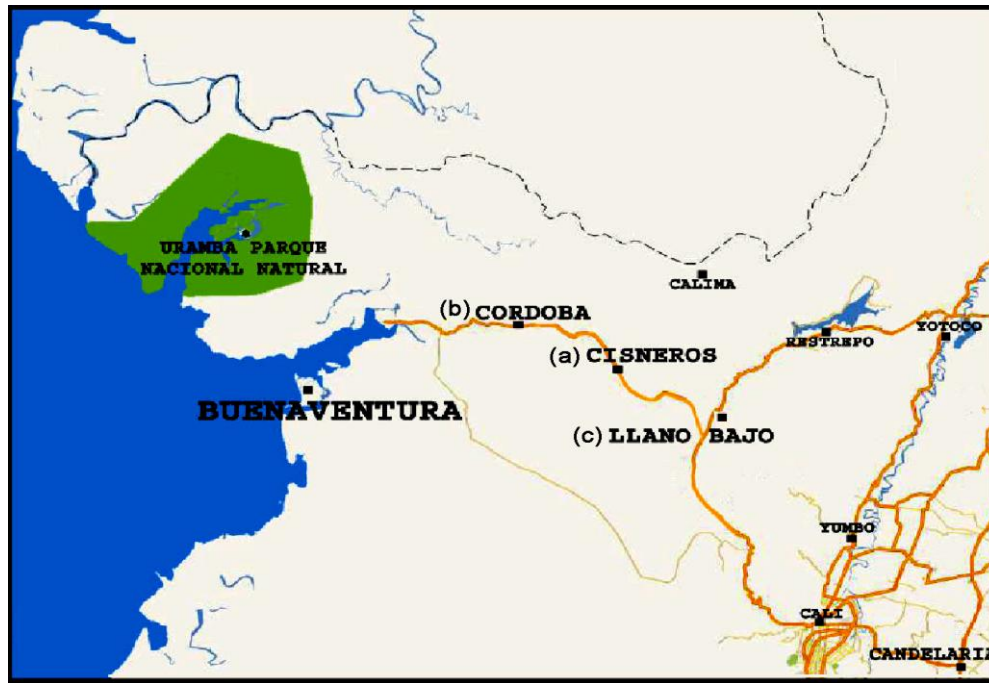 URAMBA PARQUE
NACIONAL NATURAL
CALIMA
(b) CORDOBA
RESTREPO
YOTOCO
(a) CISNEROS
BUENAVENTURA
(c) LLANO BAJO
YUMBO
CALI
CANDELARIA